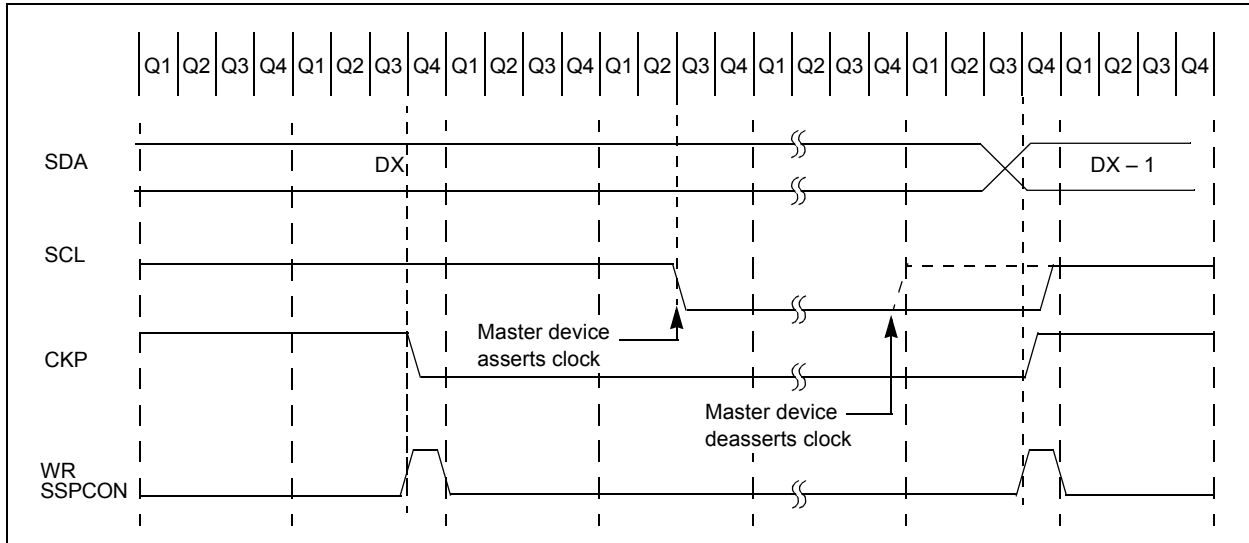 Q1 Q2 Q3 Q4 Q1 Q2 Q3 Q4 Q1 Q2 Q3 Q4 Q1 Q2 Q3 Q4 Q1 Q2 Q3 Q4 Q1 Q2 Q3 Q4 Q1 Q2 Q3 Q4
SDA
DX
DX – 1
SCL
Master device
asserts clock
CKP
Master device
deasserts clock
WR
SSPCON